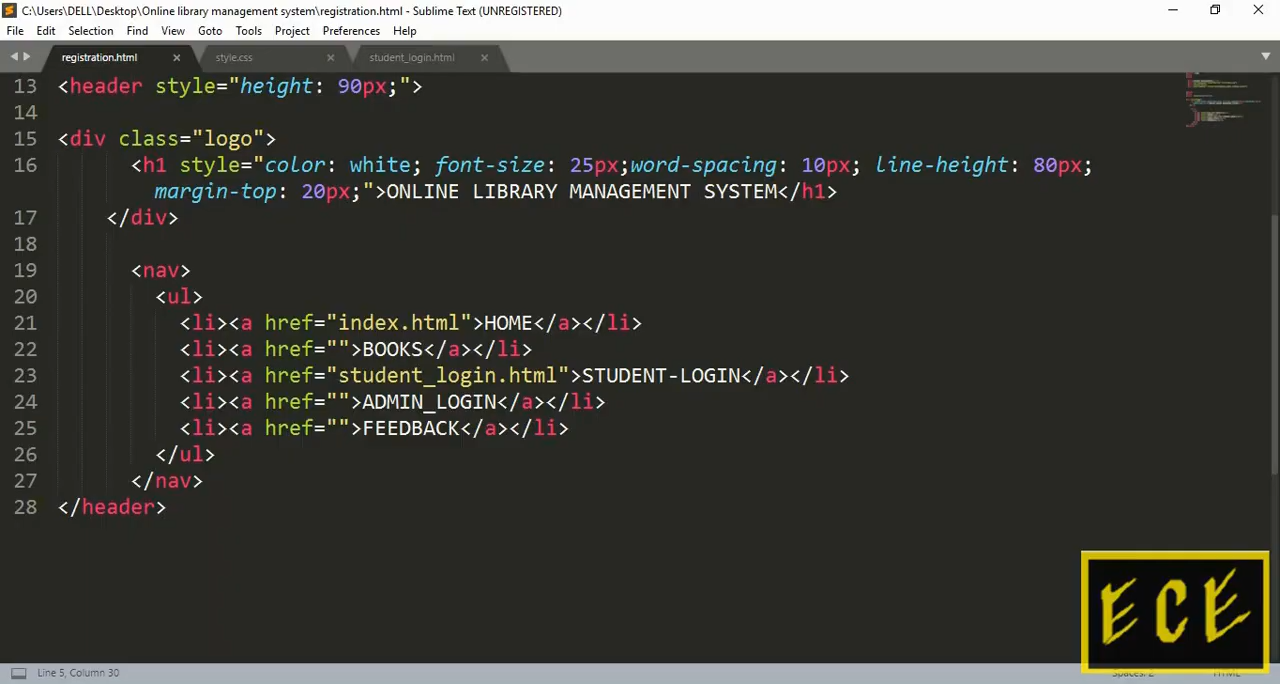 C:\Users\DELL\Desktop\Online library management system\registration.html - Sublime Text (UNREGISTERED)
File Edit Selection Find View Goto Tools Project Preferences Help
registration.html style.css student_login.html
13 <header style="height: 90px;">
14
15 <div class="logo">
16 <h1 style="color: white; font-size: 25px;word-spacing: 10px; line-height: 80px;
margin-top: 20px;">ONLINE LIBRARY MANAGEMENT SYSTEM</h1>
17 </div>
18
19 <nav>
20 <ul>
21 <li><a href="index.html">HOME</a></li>
22 <li><a href="">BOOKS</a></li>
23 <li><a href="student_login.html">STUDENT-LOGIN</a></li>
24 <li><a href="">ADMIN_LOGIN</a></li>
25 <li><a href="">FEEDBACK</a></li>
26 </ul>
27 </nav>
28 </header>
ECE
Line 5, Column 30 Spaces: 2 HTML